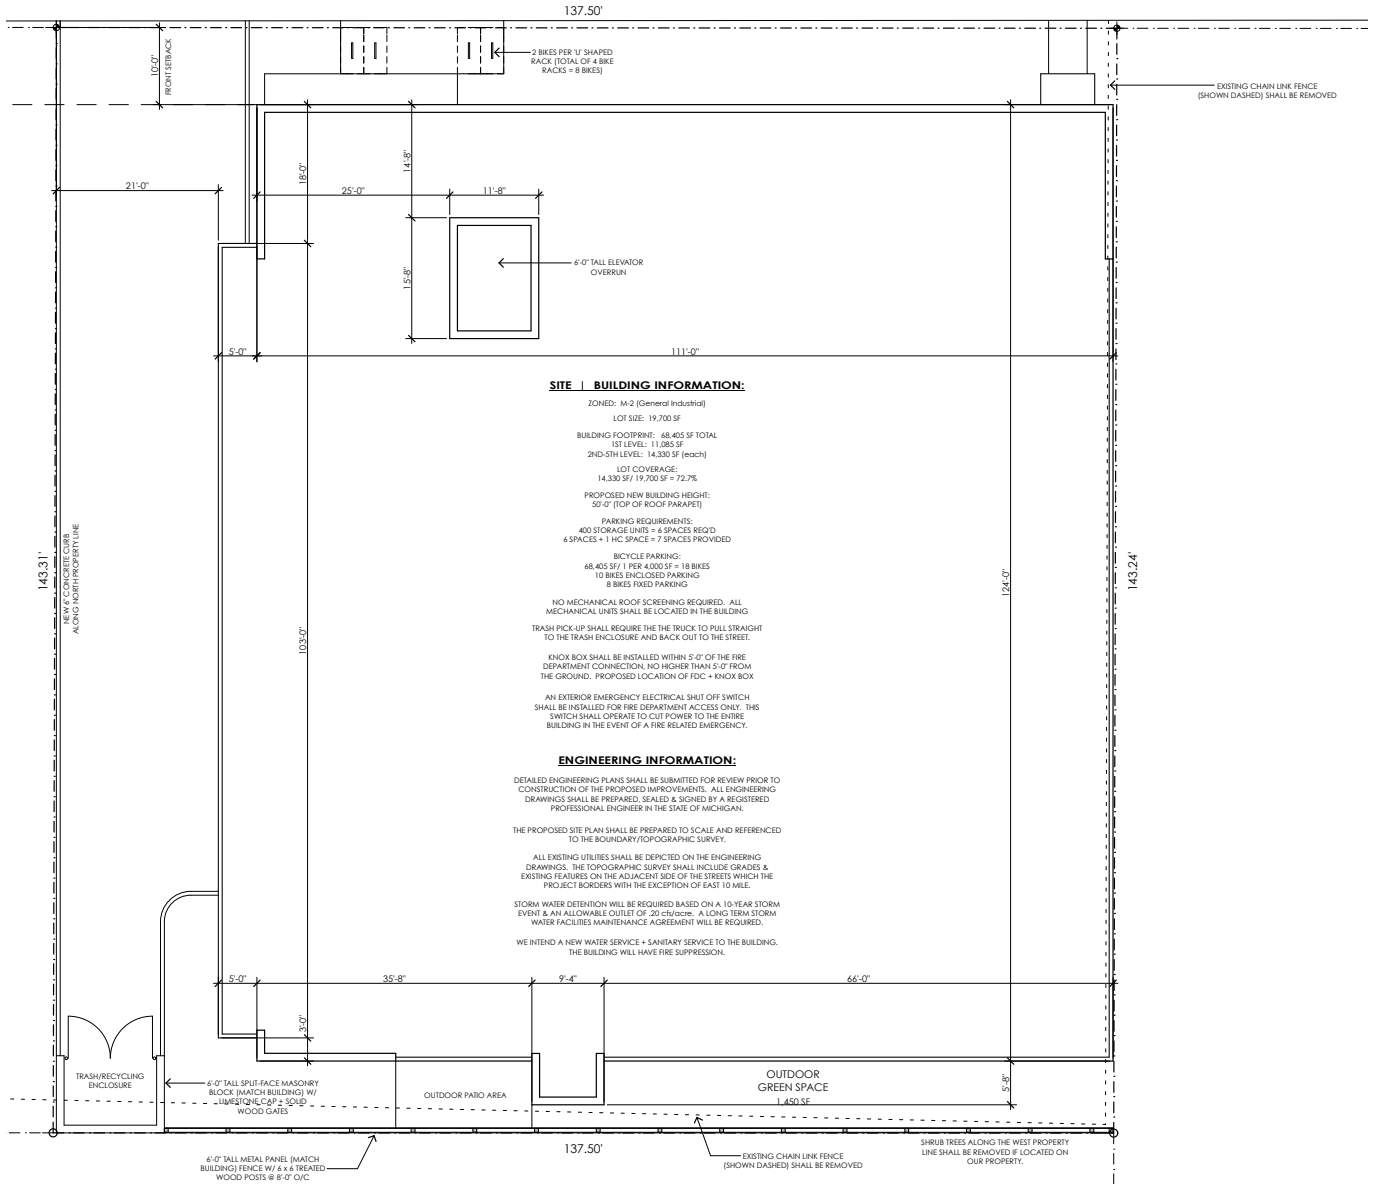 137.50'
10'-0"
FRONT SETBACK
2 BIKES PER 'U' SHAPED
RACK (TOTAL OF 4 BIKE
RACKS = 8 BIKES)
EXISTING CHAIN LINK FENCE
(SHOWN DASHED) SHALL BE REMOVED
18'-0"
14'-8"
21'-0"
25'-0"
11'-8"
6'-0" TALL ELEVATOR
OVERRUN
15'-8"
5'-0"
111'-0"
SITE | BUILDING INFORMATION:
ZONED: M-2 (General Industrial)
LOT SIZE: 19,700 SF
BUILDING FOOTPRINT: 68,405 SF TOTAL
1ST LEVEL: 11,085 SF
2ND-5TH LEVEL: 14,330 SF (each)
LOT COVERAGE:
14,330 SF/ 19,700 SF = 72.7%
PROPOSED NEW BUILDING HEIGHT:
50'-0" (TOP OF ROOF PARAPET)
PARKING REQUIREMENTS:
400 STORAGE UNITS = 6 SPACES REQ'D
6 SPACES + 1 HC SPACE = 7 SPACES PROVIDED
BICYCLE PARKING:
68,405 SF/ 1 PER 4,000 SF = 18 BIKES
10 BIKES ENCLOSED PARKING
8 BIKES FIXED PARKING
NO MECHANICAL ROOF SCREENING REQUIRED. ALL
MECHANICAL UNITS SHALL BE LOCATED IN THE BUILDING
TRASH PICK-UP SHALL REQUIRE THE THE TRUCK TO PULL STRAIGHT
TO THE TRASH ENCLOSURE AND BACK OUT TO THE STREET.
KNOX BOX SHALL BE INSTALLED WITHIN 5'-0" OF THE FIRE
DEPARTMENT CONNECTION, NO HIGHER THAN 5'-0" FROM
THE GROUND. PROPOSED LOCATION OF FDC + KNOX BOX
AN EXTERIOR EMERGENCY ELECTRICAL SHUT OFF SWITCH
SHALL BE INSTALLED FOR FIRE DEPARTMENT ACCESS ONLY. THIS
SWITCH SHALL OPERATE TO CUT POWER TO THE ENTIRE
BUILDING IN THE EVENT OF A FIRE RELATED EMERGENCY.
143.31'
NEW 6" CONCRETE CURB
ALONG NORTH PROPERTY LINE
103'-0"
124'-0"
143.24'
ENGINEERING INFORMATION:
DETAILED ENGINEERING PLANS SHALL BE SUBMITTED FOR REVIEW PRIOR TO
CONSTRUCTION OF THE PROPOSED IMPROVEMENTS. ALL ENGINEERING
DRAWINGS SHALL BE PREPARED, SEALED & SIGNED BY A REGISTERED
PROFESSIONAL ENGINEER IN THE STATE OF MICHIGAN.
THE PROPOSED SITE PLAN SHALL BE PREPARED TO SCALE AND REFERENCED
TO THE BOUNDARY/TOPOGRAPHIC SURVEY.
ALL EXISTING UTILITIES SHALL BE DEPICTED ON THE ENGINEERING
DRAWINGS. THE TOPOGRAPHIC SURVEY SHALL INCLUDE GRADES &
EXISTING FEATURES ON THE ADJACENT SIDE OF THE STREETS WHICH THE
PROJECT BORDERS WITH THE EXCEPTION OF EAST 10 MILE.
STORM WATER DETENTION WILL BE REQUIRED BASED ON A 10-YEAR STORM
EVENT & AN ALLOWABLE OUTLET OF .20 cfs/acre. A LONG TERM STORM
WATER FACILITIES MAINTENANCE AGREEMENT WILL BE REQUIRED.
WE INTEND A NEW WATER SERVICE + SANITARY SERVICE TO THE BUILDING.
THE BUILDING WILL HAVE FIRE SUPPRESSION.
5'-0"
35'-8"
9'-4"
66'-0"
3'-0"
TRASH/RECYCLING
ENCLOSURE
6'-0" TALL SPLIT-FACE MASONRY
BLOCK (MATCH BUILDING) W/
LIMESTONE CAP + SOLID
WOOD GATES
OUTDOOR PATIO AREA
OUTDOOR
GREEN SPACE
1,450 SF
5'-8"
137.50'
6'-0" TALL METAL PANEL (MATCH
BUILDING) FENCE W/ 6 x 6 TREATED
WOOD POSTS @ 8'-0" O/C
EXISTING CHAIN LINK FENCE
(SHOWN DASHED) SHALL BE REMOVED
SHRUB TREES ALONG THE WEST PROPERTY
LINE SHALL BE REMOVED IF LOCATED ON
OUR PROPERTY.